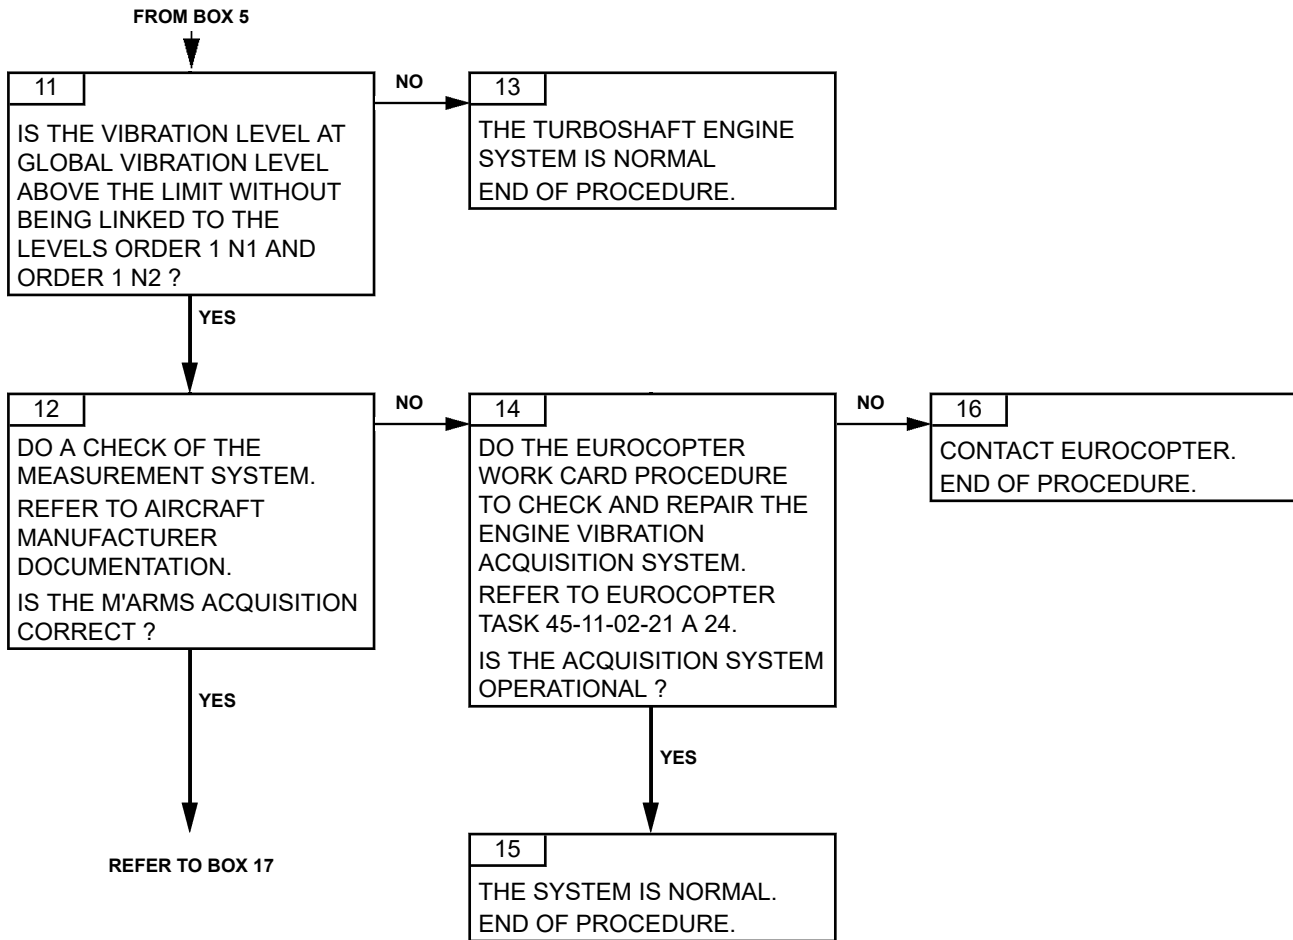 FROM BOX 5
11
IS THE VIBRATION LEVEL AT
GLOBAL VIBRATION LEVEL
ABOVE THE LIMIT WITHOUT
BEING LINKED TO THE
LEVELS ORDER 1 N1 AND
ORDER 1 N2 ?
NO
13
THE TURBOSHAFT ENGINE
SYSTEM IS NORMAL
END OF PROCEDURE.
YES
12
DO A CHECK OF THE
MEASUREMENT SYSTEM.
REFER TO AIRCRAFT
MANUFACTURER
DOCUMENTATION.
IS THE M'ARMS ACQUISITION
CORRECT ?
NO
14
DO THE EUROCOPTER
WORK CARD PROCEDURE
TO CHECK AND REPAIR THE
ENGINE VIBRATION
ACQUISITION SYSTEM.
REFER TO EUROCOPTER
TASK 45-11-02-21 A 24.
IS THE ACQUISITION SYSTEM
OPERATIONAL ?
NO
16
CONTACT EUROCOPTER.
END OF PROCEDURE.
YES
REFER TO BOX 17
YES
15
THE SYSTEM IS NORMAL.
END OF PROCEDURE.